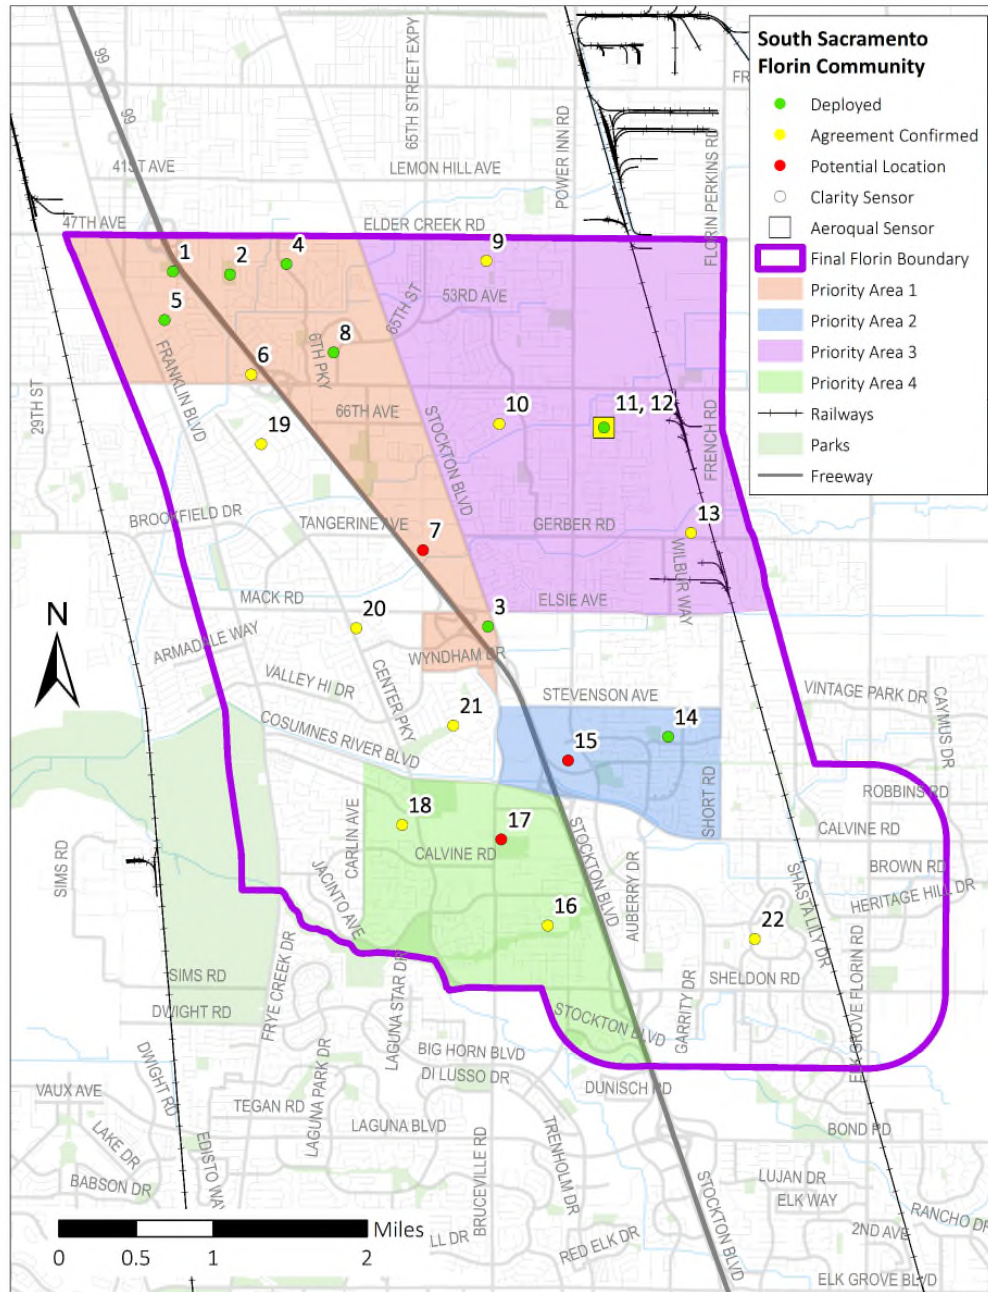 South Sacramento
Florin Community
Deployed
Agreement Confirmed
Potential Location
Clarity Sensor
Aeroqual Sensor
Final Florin Boundary
Priority Area 1
Priority Area 2
Priority Area 3
Priority Area 4
Railways
Parks
Freeway
99
99
65TH STREET EXPY
POWER INN RD
FR
FLORIN PERKINS RD
41ST AVE
LEMON HILL AVE
47TH AVE
ELDER CREEK RD
1
2
4
9
53RD AVE
65TH ST
5
6TH PKY
8
FRANKLIN BLVD
6
29TH ST
66TH AVE
STOCKTON BLVD
10
11, 12
FRENCH RD
19
BROOKFIELD DR
TANGERINE AVE
7
GERBER RD
13
WILBUR WAY
MACK RD
ELSIE AVE
N
20
3
ARMADALE WAY
WYNDHAM DR
VALLEY HI DR
CENTER PKY
STEVENSON AVE
VINTAGE PARK DR
CAYMUS DR
COSUMNES RIVER BLVD
21
15
14
SHORT RD
ROBBINS RD
18
CARLIN AVE
17
STOCKTON BLVD
CALVINE RD
CALVINE RD
SIMS RD
JACINTO AVE
AUBERRY DR
SHASTA LILY DR
BROWN RD
HERITAGE HILL DR
16
22
ELK GROVE FLORIN RD
SIMS RD
FRYE CREEK DR
LAGUNA STAR DR
GARRITY DR
SHELDON RD
DWIGHT RD
STOCKTON BLVD
DWIGHT RD
LAGUNA PARK DR
BIG HORN BLVD
DI LUSSO DR
DUNISCH RD
VAUX AVE
TEGAN RD
LAGUNA BLVD
BOND RD
LAKE DR
EDISTO WAY
BRUCEVILLE RD
TRENHOLM DR
STOCKTON BLVD
LUJAN DR
BABSON DR
ELK WAY
RANCHO DR
2ND AVE
Miles
0 0.5 1 2
LL DR
RED ELK DR
ELK GROVE BLVD